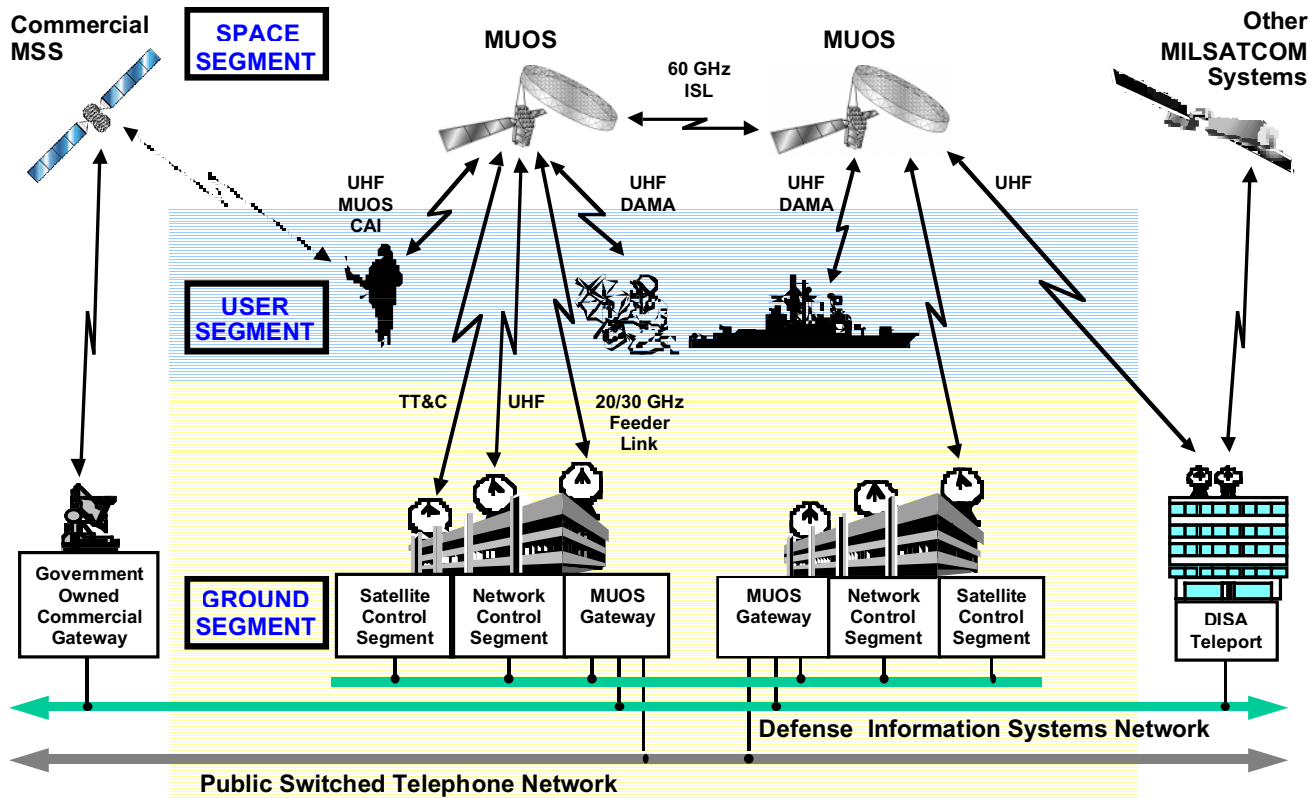 Commercial
MSS
SPACE
SEGMENT
MUOS
MUOS
Other
MILSATCOM
Systems
60 GHz
ISL
UHF
MUOS
CAI
UHF
DAMA
UHF
DAMA
UHF
USER
SEGMENT
TT&C
UHF
20/30 GHz
Feeder
Link
Government
Owned
Commercial
Gateway
GROUND
SEGMENT
Satellite
Control
Segment
Network
Control
Segment
MUOS
Gateway
MUOS
Gateway
Network
Control
Segment
Satellite
Control
Segment
DISA
Teleport
Defense Information Systems Network
Public Switched Telephone Network